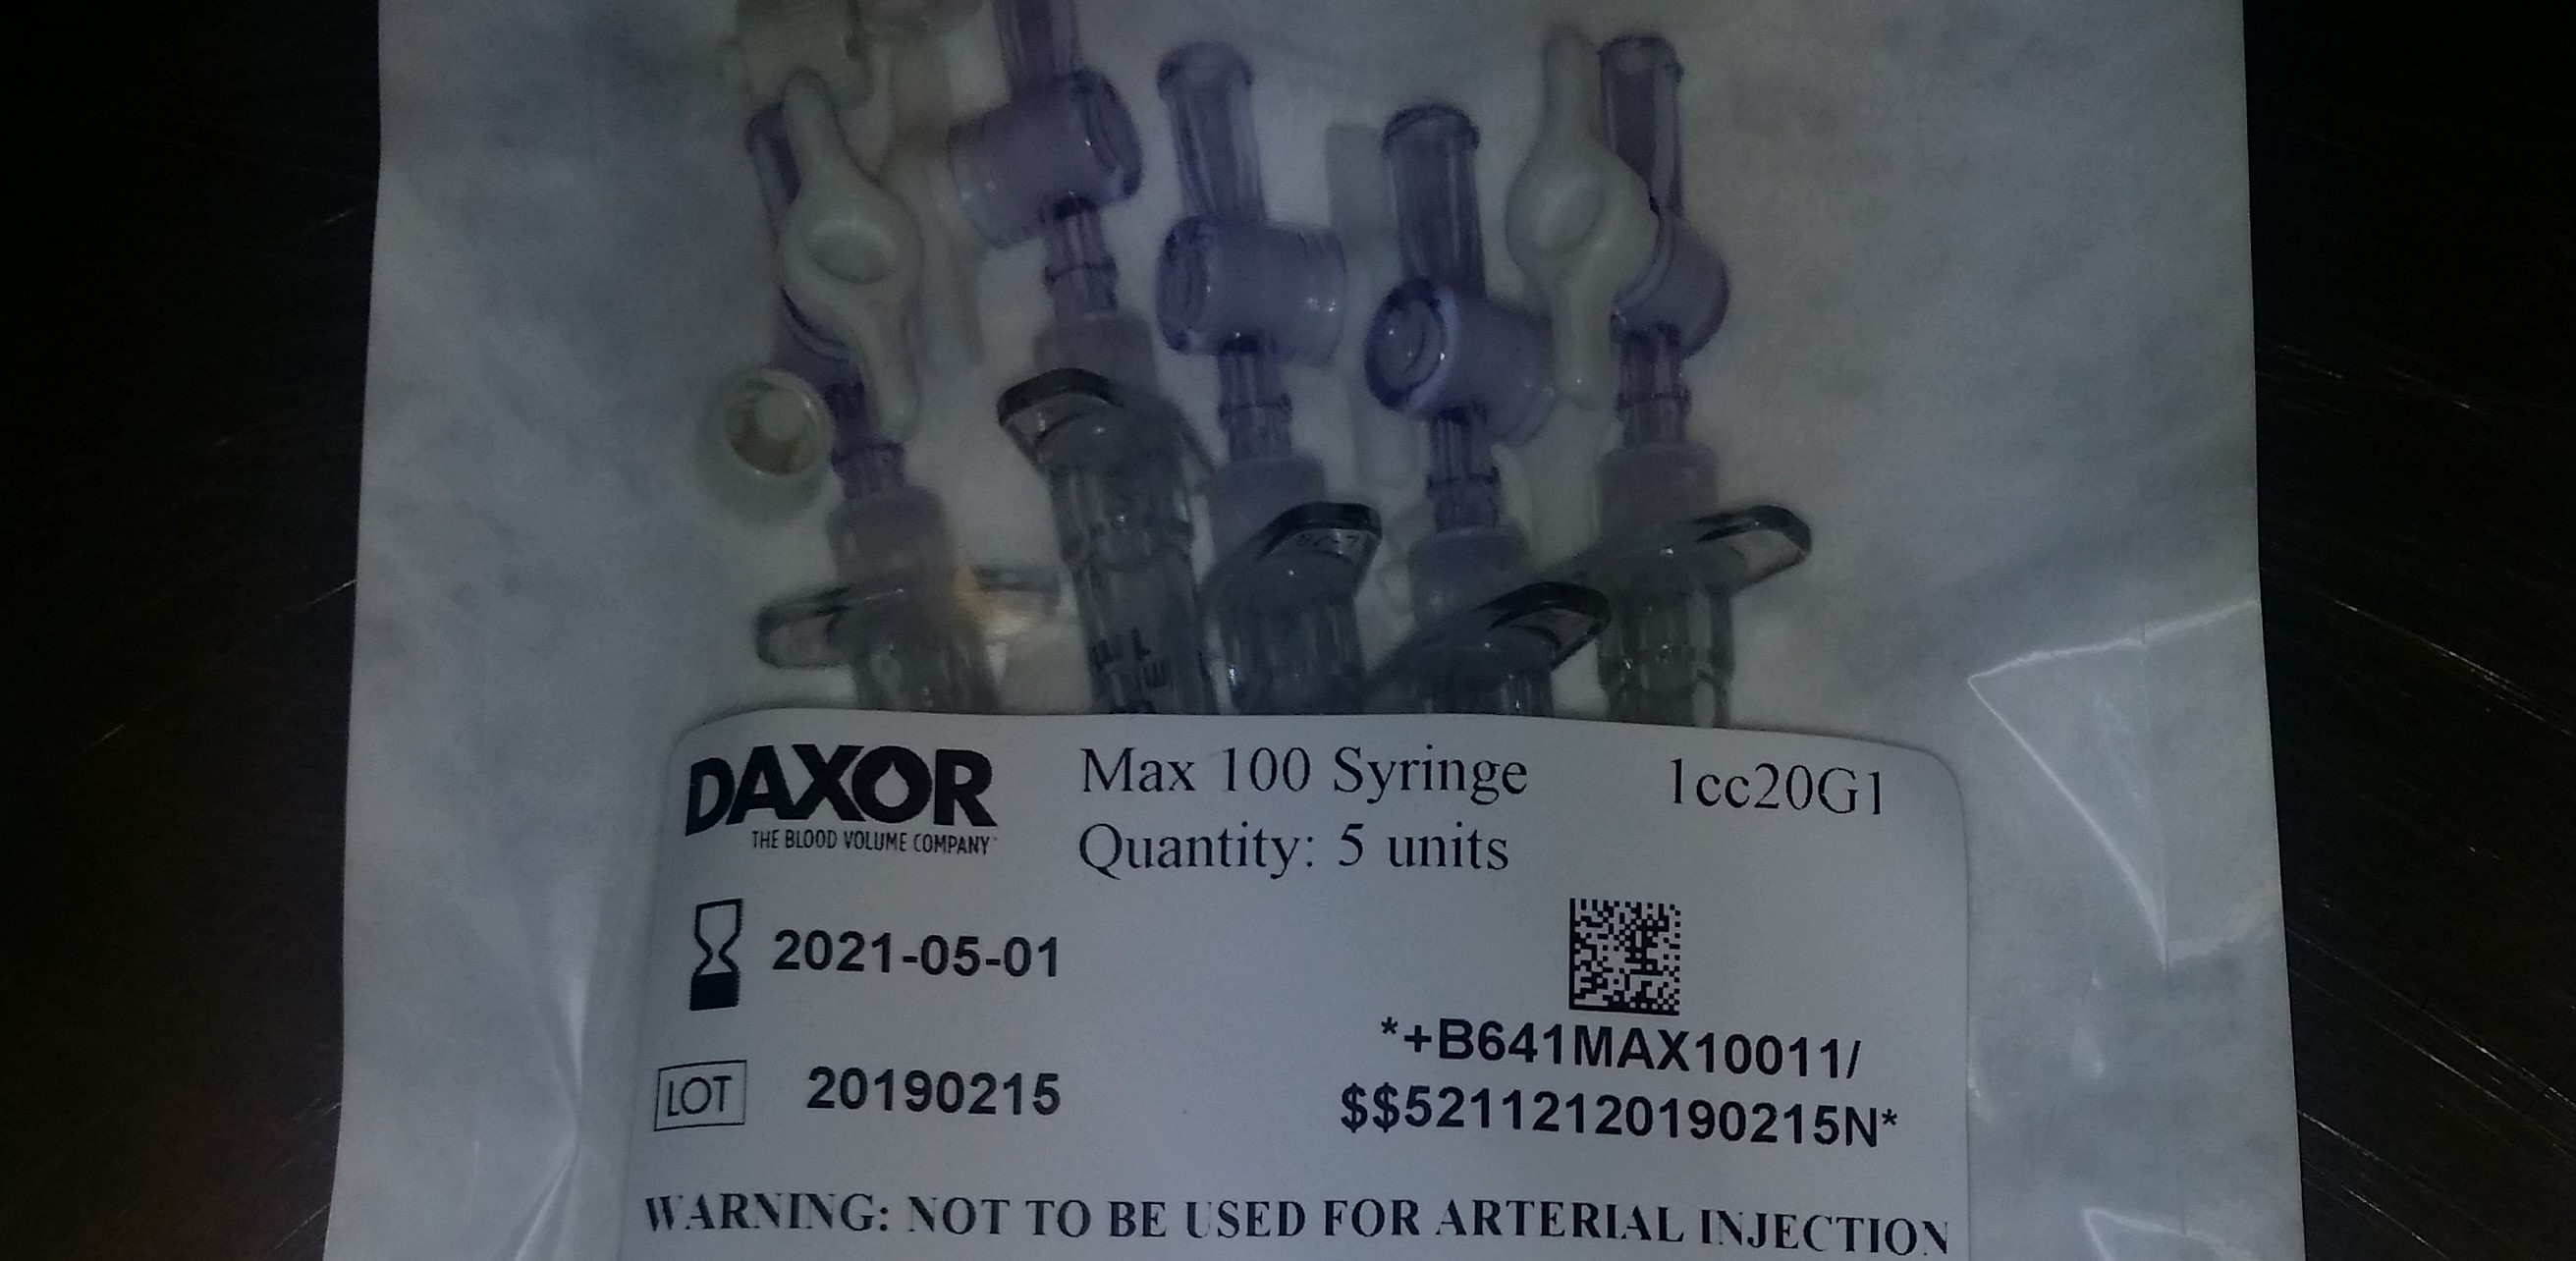 DAXOR
THE BLOOD VOLUME COMPANY
Max 100 Syringe
1cc20G1
Quantity: 5 units
2021-05-01
LOT 20190215
*+B641MAX10011/
$$52112120190215N*
WARNING: NOT TO BE USED FOR ARTERIAL INJECTION